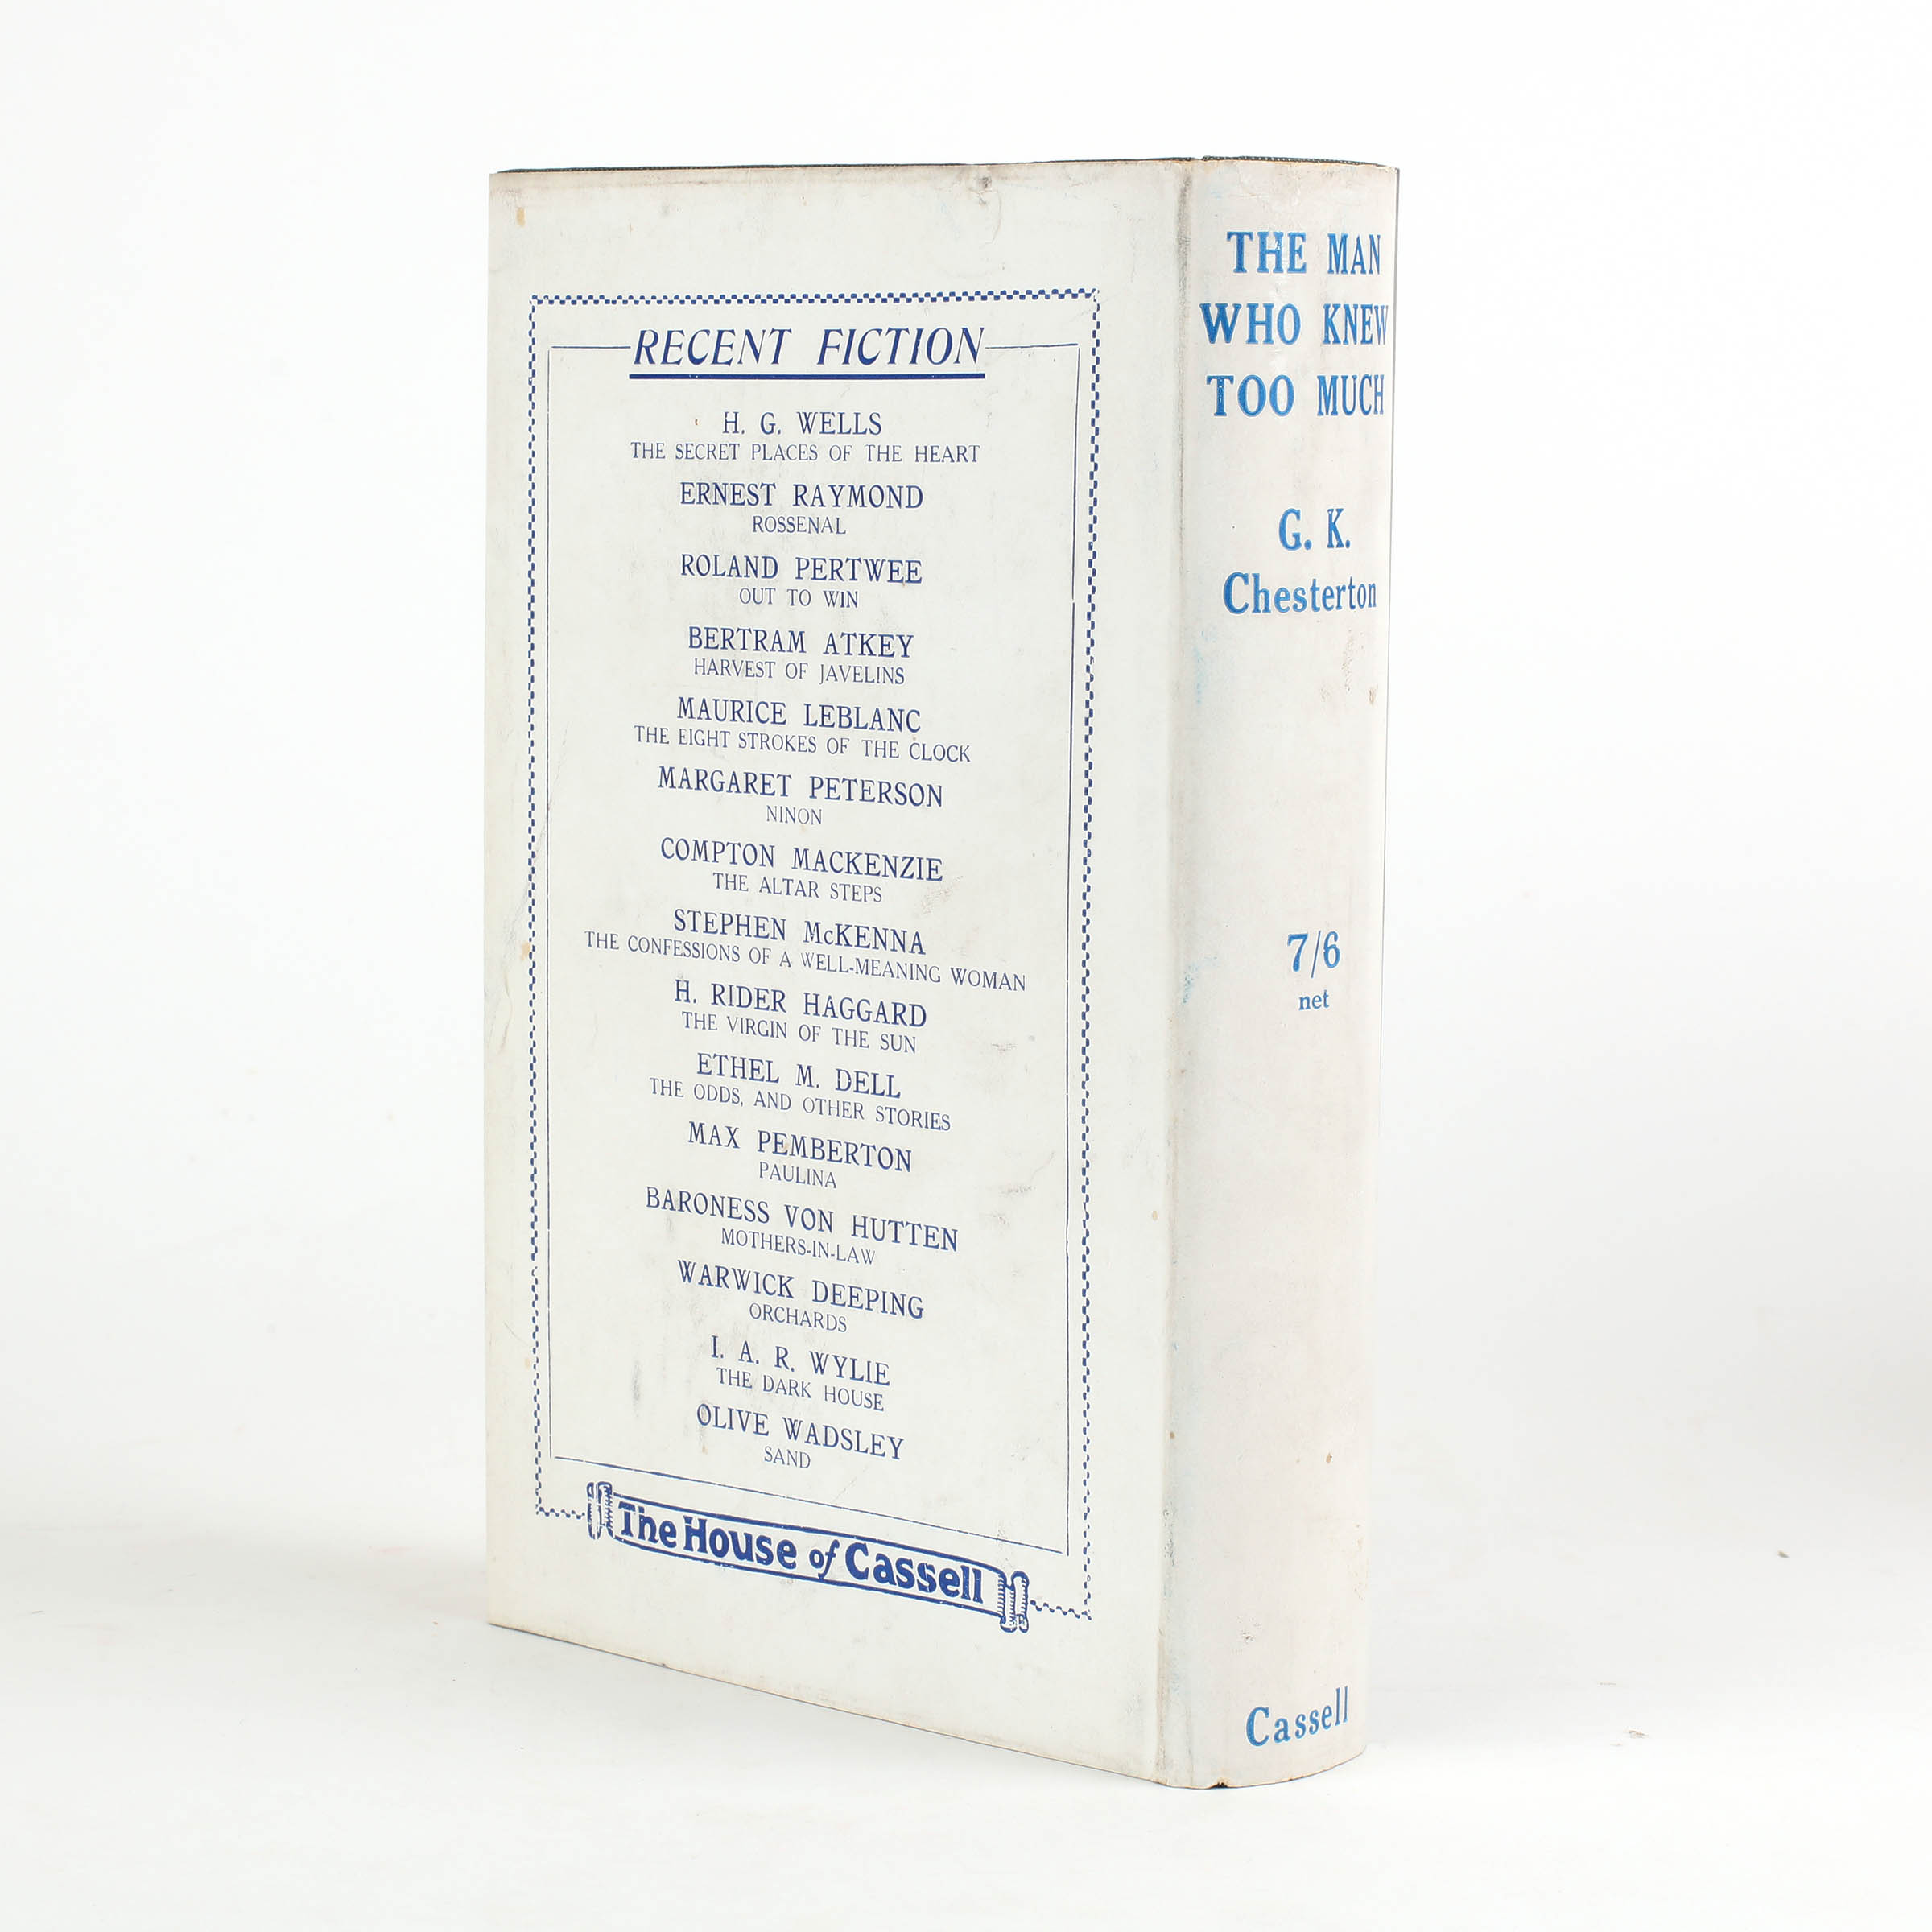 RECENT FICTION
H. G. WELLS
THE SECRET PLACES OF THE HEART
ERNEST RAYMOND
ROSSENAL
ROLAND PERTWEE
OUT TO WIN
BERTRAM ATKEY
HARVEST OF JAVELINS
MAURICE LEBLANC
THE EIGHT STROKES OF THE CLOCK
MARGARET PETERSON
NINON
COMPTON MACKENZIE
THE ALTAR STEPS
STEPHEN McKENNA
THE CONFESSIONS OF A WELL-MEANING WOMAN
H. RIDER HAGGARD
THE VIRGIN OF THE SUN
ETHEL M. DELL
THE ODDS, AND OTHER STORIES
MAX PEMBERTON
PAULINA
BARONESS VON HUTTEN
MOTHERS-IN-LAW
WARWICK DEEPING
ORCHARDS
I. A. R. WYLIE
THE DARK HOUSE
OLIVE WADSLEY
SAND
The House of Cassell
THE MAN
WHO KNEW
TOO MUCH
G. K.
Chesterton
7/6
net
Cassell